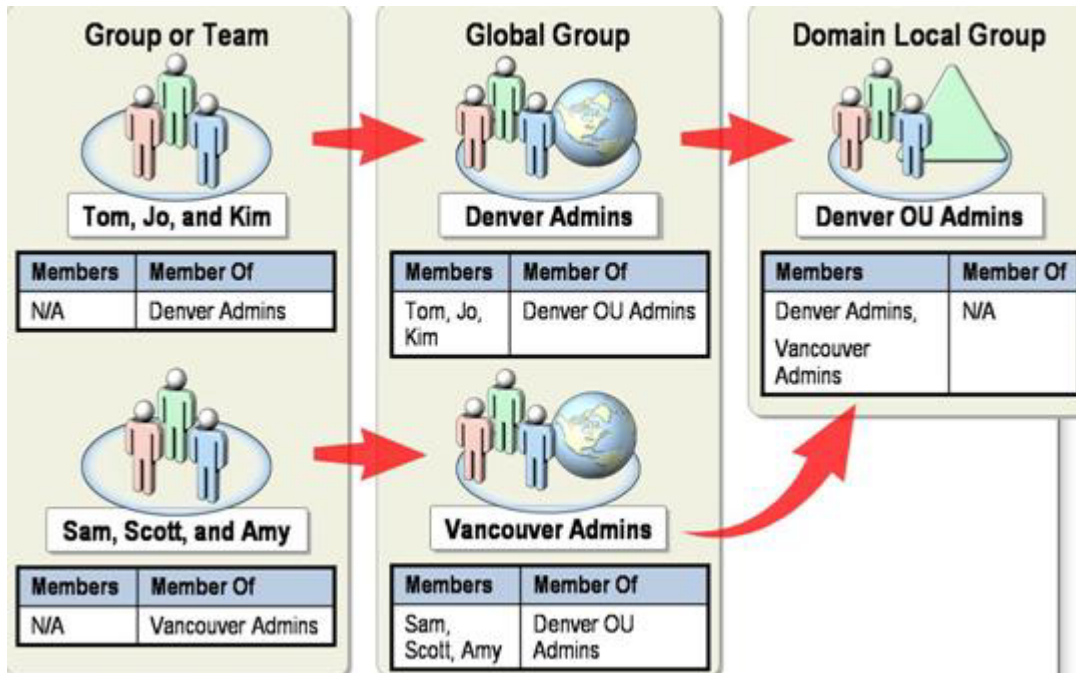 Group or Team
Tom, Jo, and Kim
Members Member Of
N/A Denver Admins
Sam, Scott, and Amy
Members Member Of
N/A Vancouver Admins
Global Group
Denver Admins
Members Member Of
Tom, Jo, Denver OU Admins
Kim
Vancouver Admins
Members Member Of
Sam, Denver OU
Scott, Amy Admins
Domain Local Group
Denver OU Admins
Members Member Of
Denver Admins, N/A
Vancouver
Admins